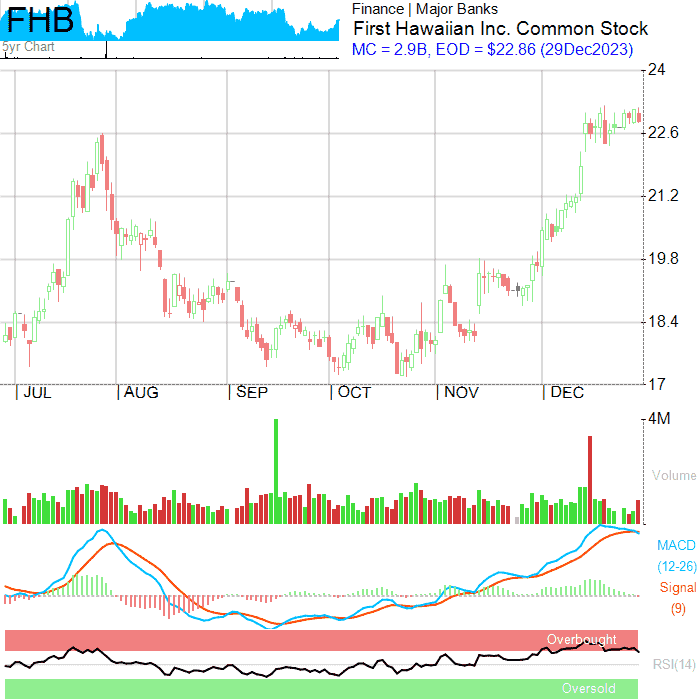 FHB
5yr Chart
Finance | Major Banks
First Hawaiian Inc. Common Stock
MC = 2.9B, EOD = $22.86 (29Dec2023)
24
22.6
21.2
19.8
18.4
17
JUL AUG SEP OCT NOV DEC
4M
Volume
MACD
(12-26)
Signal
(9)
Overbought
RSI(14)
Oversold